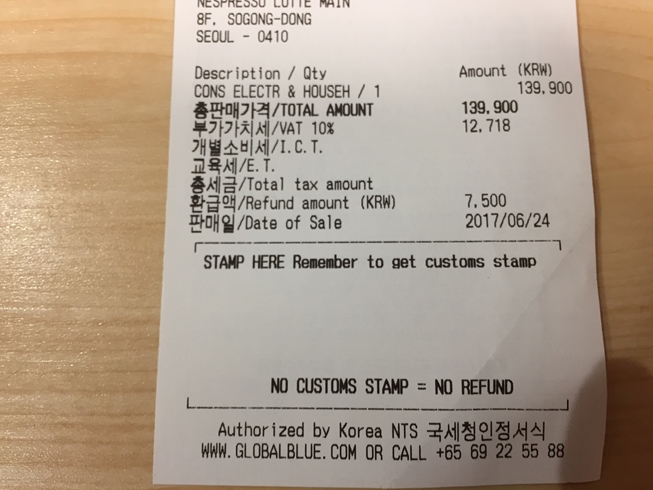 NESPRESSO LOTTE MAIN
8F, SOGONG-DONG
SEOUL - 0410
Description / Qty Amount (KRW)
CONS ELECTR & HOUSEH / 1 139,900
총판매가격/TOTAL AMOUNT 139,900
부가가치세/VAT 10% 12,718
개별소비세/I.C.T.
교육세/E.T.
총세금/Total tax amount
환급액/Refund amount (KRW) 7,500
판매일/Date of Sale 2017/06/24
STAMP HERE Remember to get customs stamp
NO CUSTOMS STAMP = NO REFUND
Authorized by Korea NTS 국세청인정서식
WWW.GLOBALBLUE.COM OR CALL +65 69 22 55 88